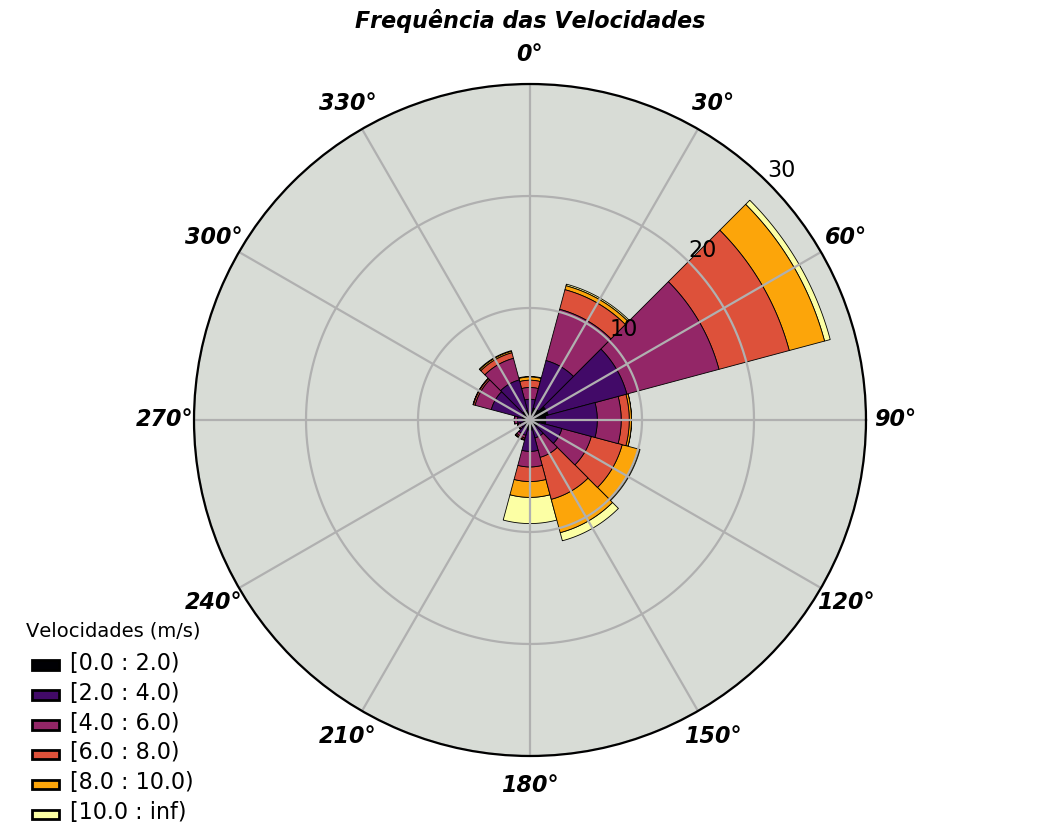 Frequência das Velocidades
0°
330°
30°
30
300°
60°
20
10
270°
90°
240°
120°
Velocidades (m/s)
[0.0 : 2.0)
[2.0 : 4.0)
[4.0 : 6.0)
210°
150°
[6.0 : 8.0)
[8.0 : 10.0)
180°
[10.0 : inf)